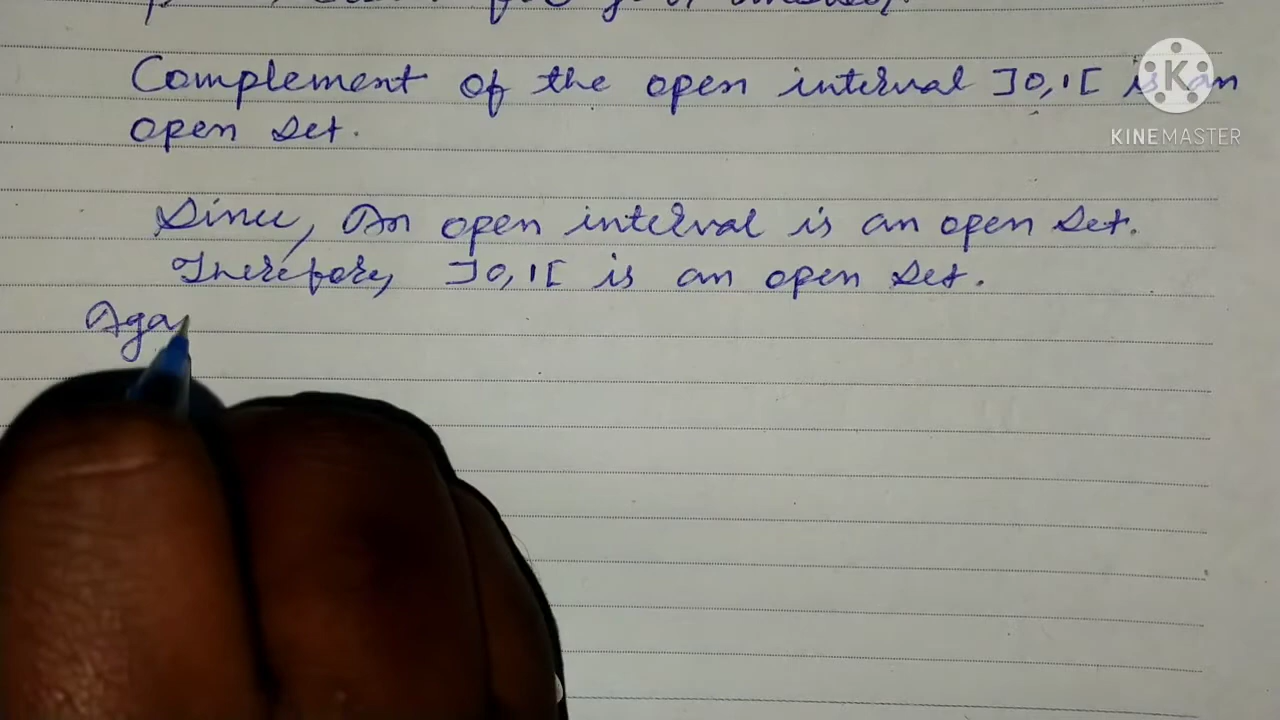 Complement of the open interval ]0,1[ is an
open set.
Since, An open interval is an open set.
Therefore, ]0,1[ is an open set.
Aga
KINEMASTER